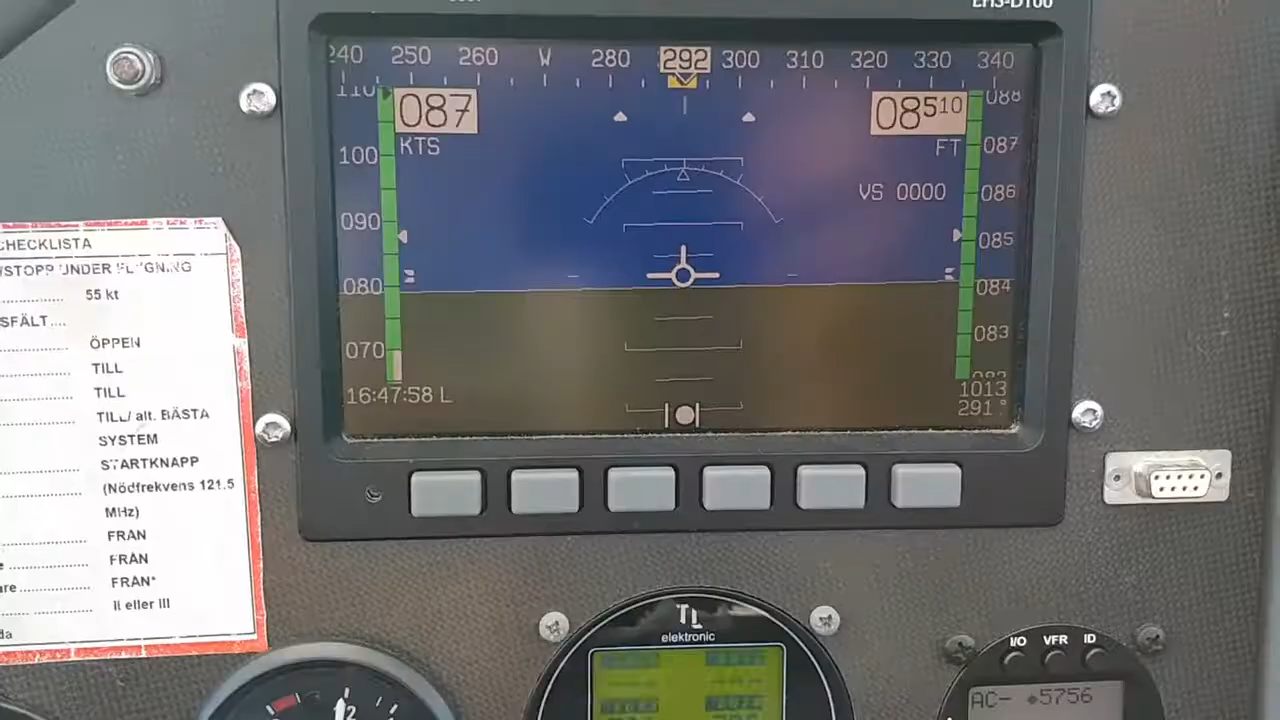 EFIS-D100
240 250 260 W 280 292 300 310 320 330 340
110 087 08510 088
KTS FT 087
100
VS 0000 086
090
085
080 084
083
070
16:47:58 L 1013
291°
CHECKLISTA
/STOPP UNDER FLYGNING
55 kt
SFÄLT....
ÖPPEN
TILL
TILL
TILL/ alt. BÄSTA
SYSTEM
STARTKNAPP
(Nödfrekvens 121.5
MHz)
FRÅN
FRÅN
FRÅN*
II eller III
TL
elektronic
I/O VFR ID
AC- 5756
2